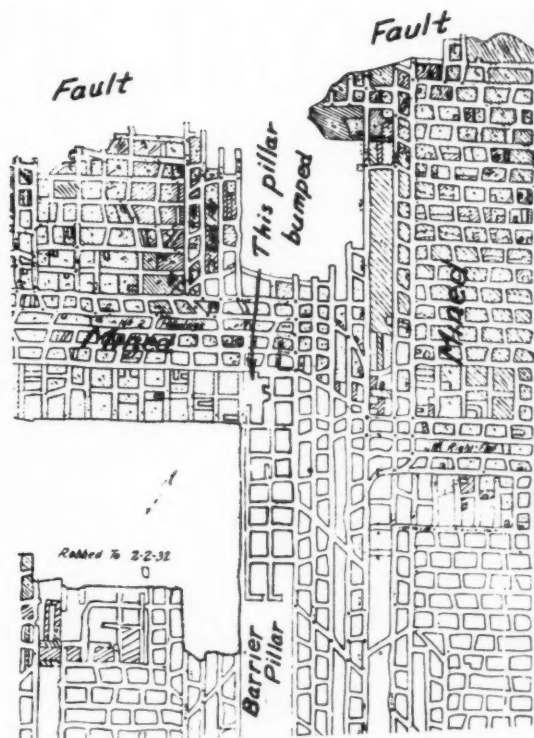 Fault
Fault
This pillar
bumped
Mined
Mined
Robbed To 2-2-32
Barrier
Pillar